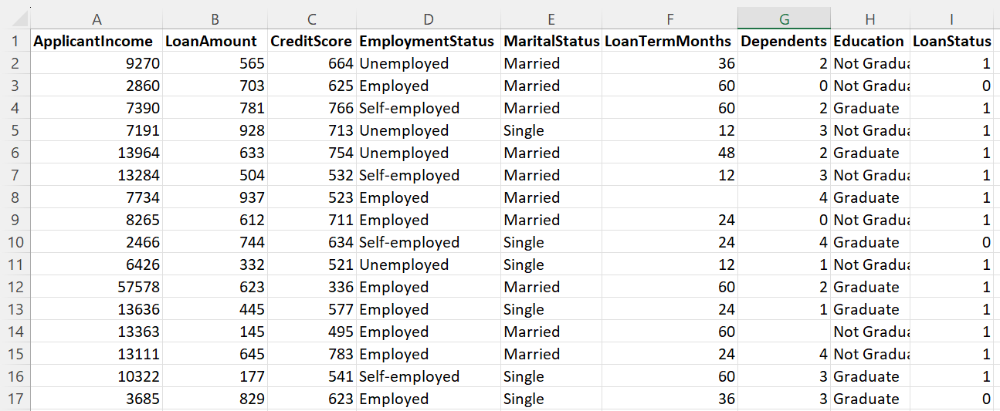 A B C D E F G H I
1 ApplicantIncome LoanAmount CreditScore EmploymentStatus MaritalStatus LoanTermMonths Dependents Education LoanStatus
2 9270 565 664 Unemployed Married 36 2 Not Gradua 1
3 2860 703 625 Employed Married 60 0 Not Gradua 0
4 7390 781 766 Self-employed Married 60 2 Graduate 1
5 7191 928 713 Unemployed Single 12 3 Not Gradua 1
6 13964 633 754 Unemployed Married 48 2 Graduate 1
7 13284 504 532 Self-employed Married 12 3 Not Gradua 1
8 7734 937 523 Employed Married 4 Graduate 1
9 8265 612 711 Employed Married 24 0 Not Gradua 1
10 2466 744 634 Self-employed Single 24 4 Graduate 0
11 6426 332 521 Unemployed Single 12 1 Not Gradua 1
12 57578 623 336 Employed Married 60 2 Graduate 1
13 13636 445 577 Employed Single 24 1 Graduate 1
14 13363 145 495 Employed Married 60 Not Gradua 1
15 13111 645 783 Employed Married 24 4 Not Gradua 1
16 10322 177 541 Self-employed Single 60 3 Graduate 1
17 3685 829 623 Employed Single 36 3 Graduate 0